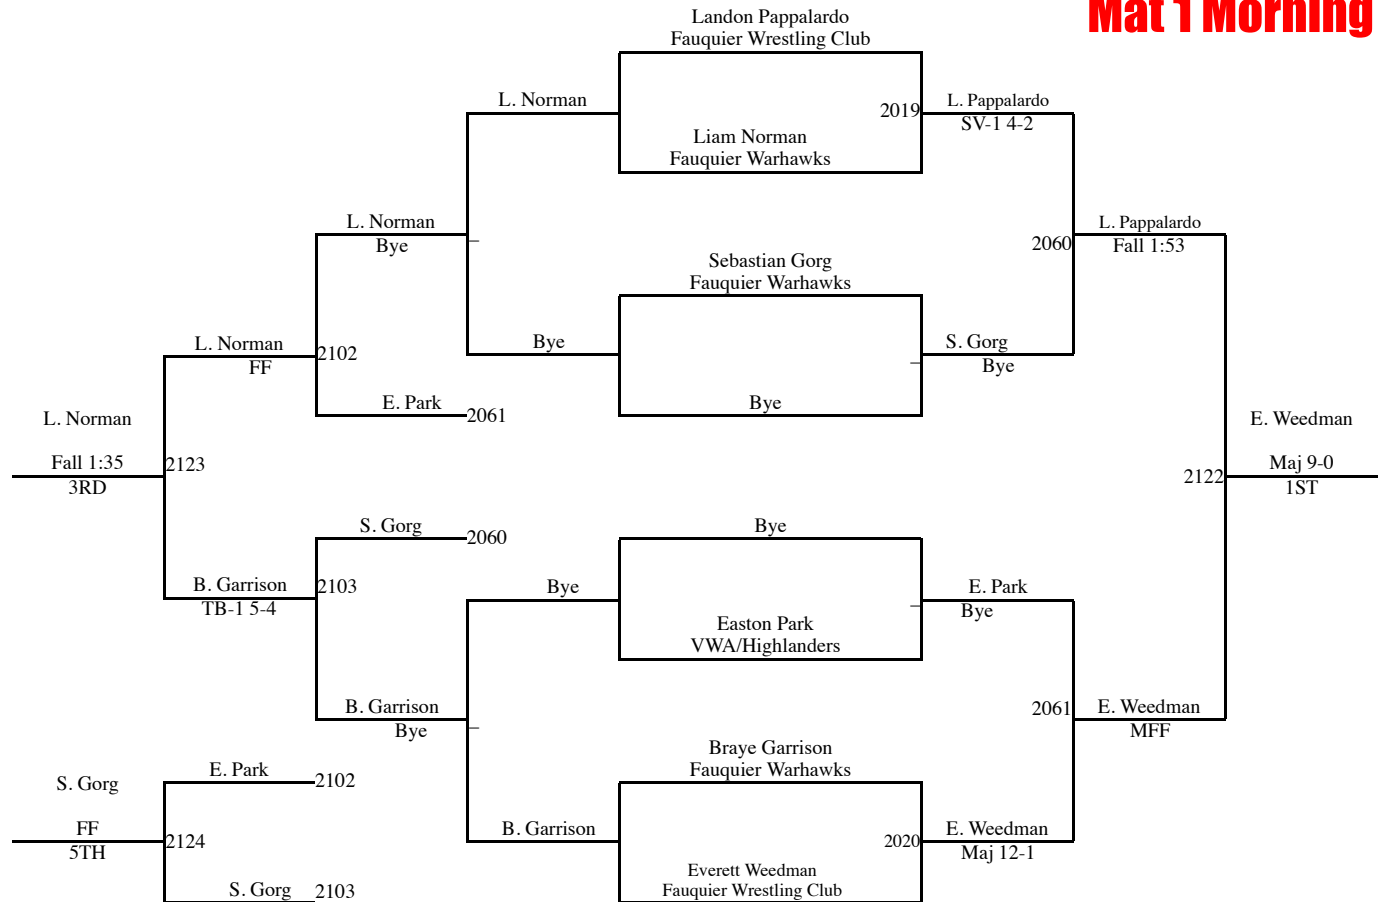 Mat 1 Morning
Landon Pappalardo
Fauquier Wrestling Club
L. Norman
2019
L. Pappalardo
SV-1 4-2
Liam Norman
Fauquier Warhawks
L. Norman
Bye
2060
L. Pappalardo
Fall 1:53
Sebastian Gorg
Fauquier Warhawks
L. Norman
FF
2102
Bye
S. Gorg
Bye
E. Park
2061
Bye
L. Norman
Fall 1:35
3RD
2123
E. Weedman
2122
Maj 9-0
1ST
S. Gorg
2060
Bye
B. Garrison
TB-1 5-4
2103
Bye
E. Park
Bye
Easton Park
VWA/Highlanders
B. Garrison
Bye
2061
E. Weedman
MFF
Braye Garrison
Fauquier Warhawks
E. Park
2102
S. Gorg
FF
5TH
2124
B. Garrison
2020
E. Weedman
Maj 12-1
Everett Weedman
Fauquier Wrestling Club
S. Gorg
2103